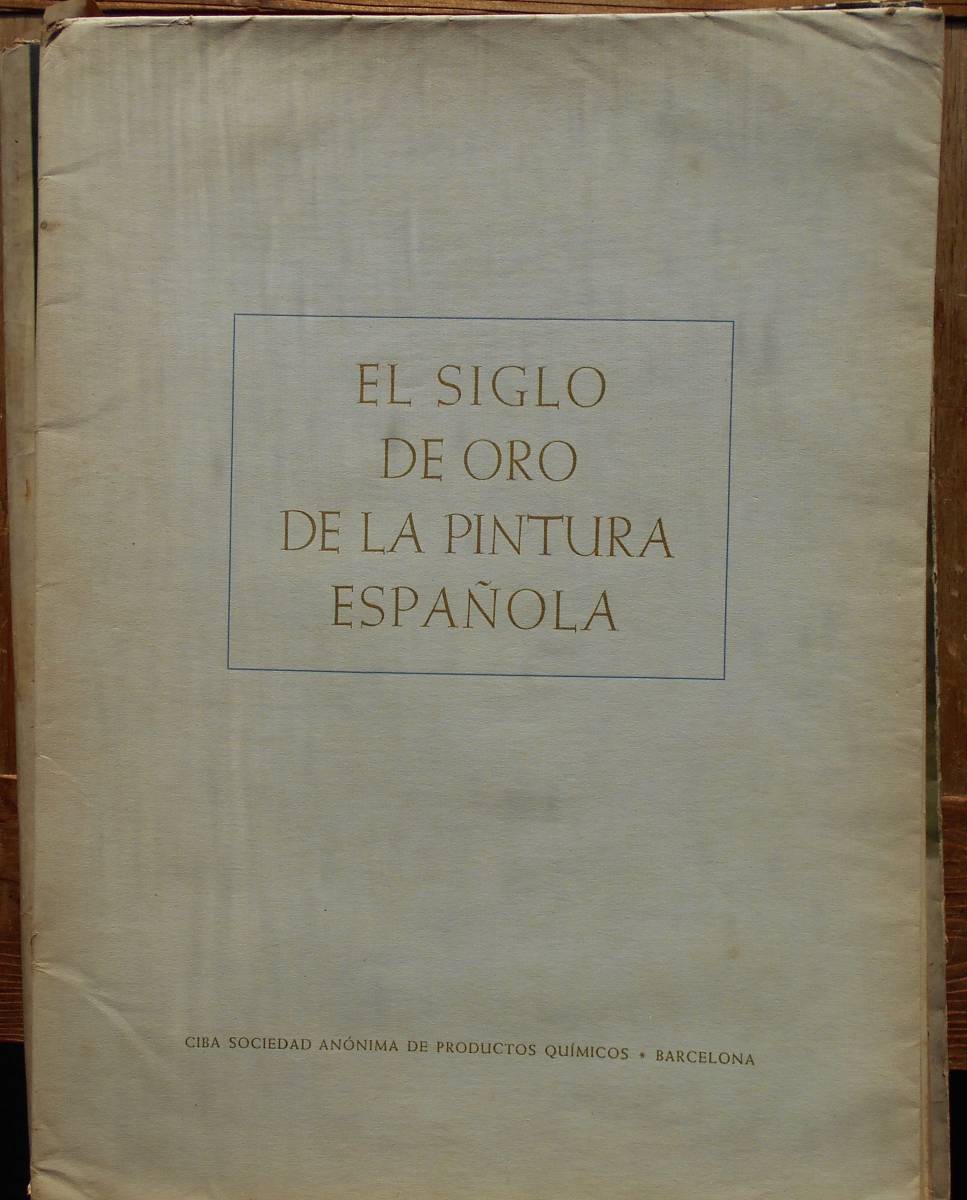 EL SIGLO
DE ORO
DE LA PINTURA
ESPAÑOLA
CIBA SOCIEDAD ANÓNIMA DE PRODUCTOS QUÍMICOS * BARCELONA